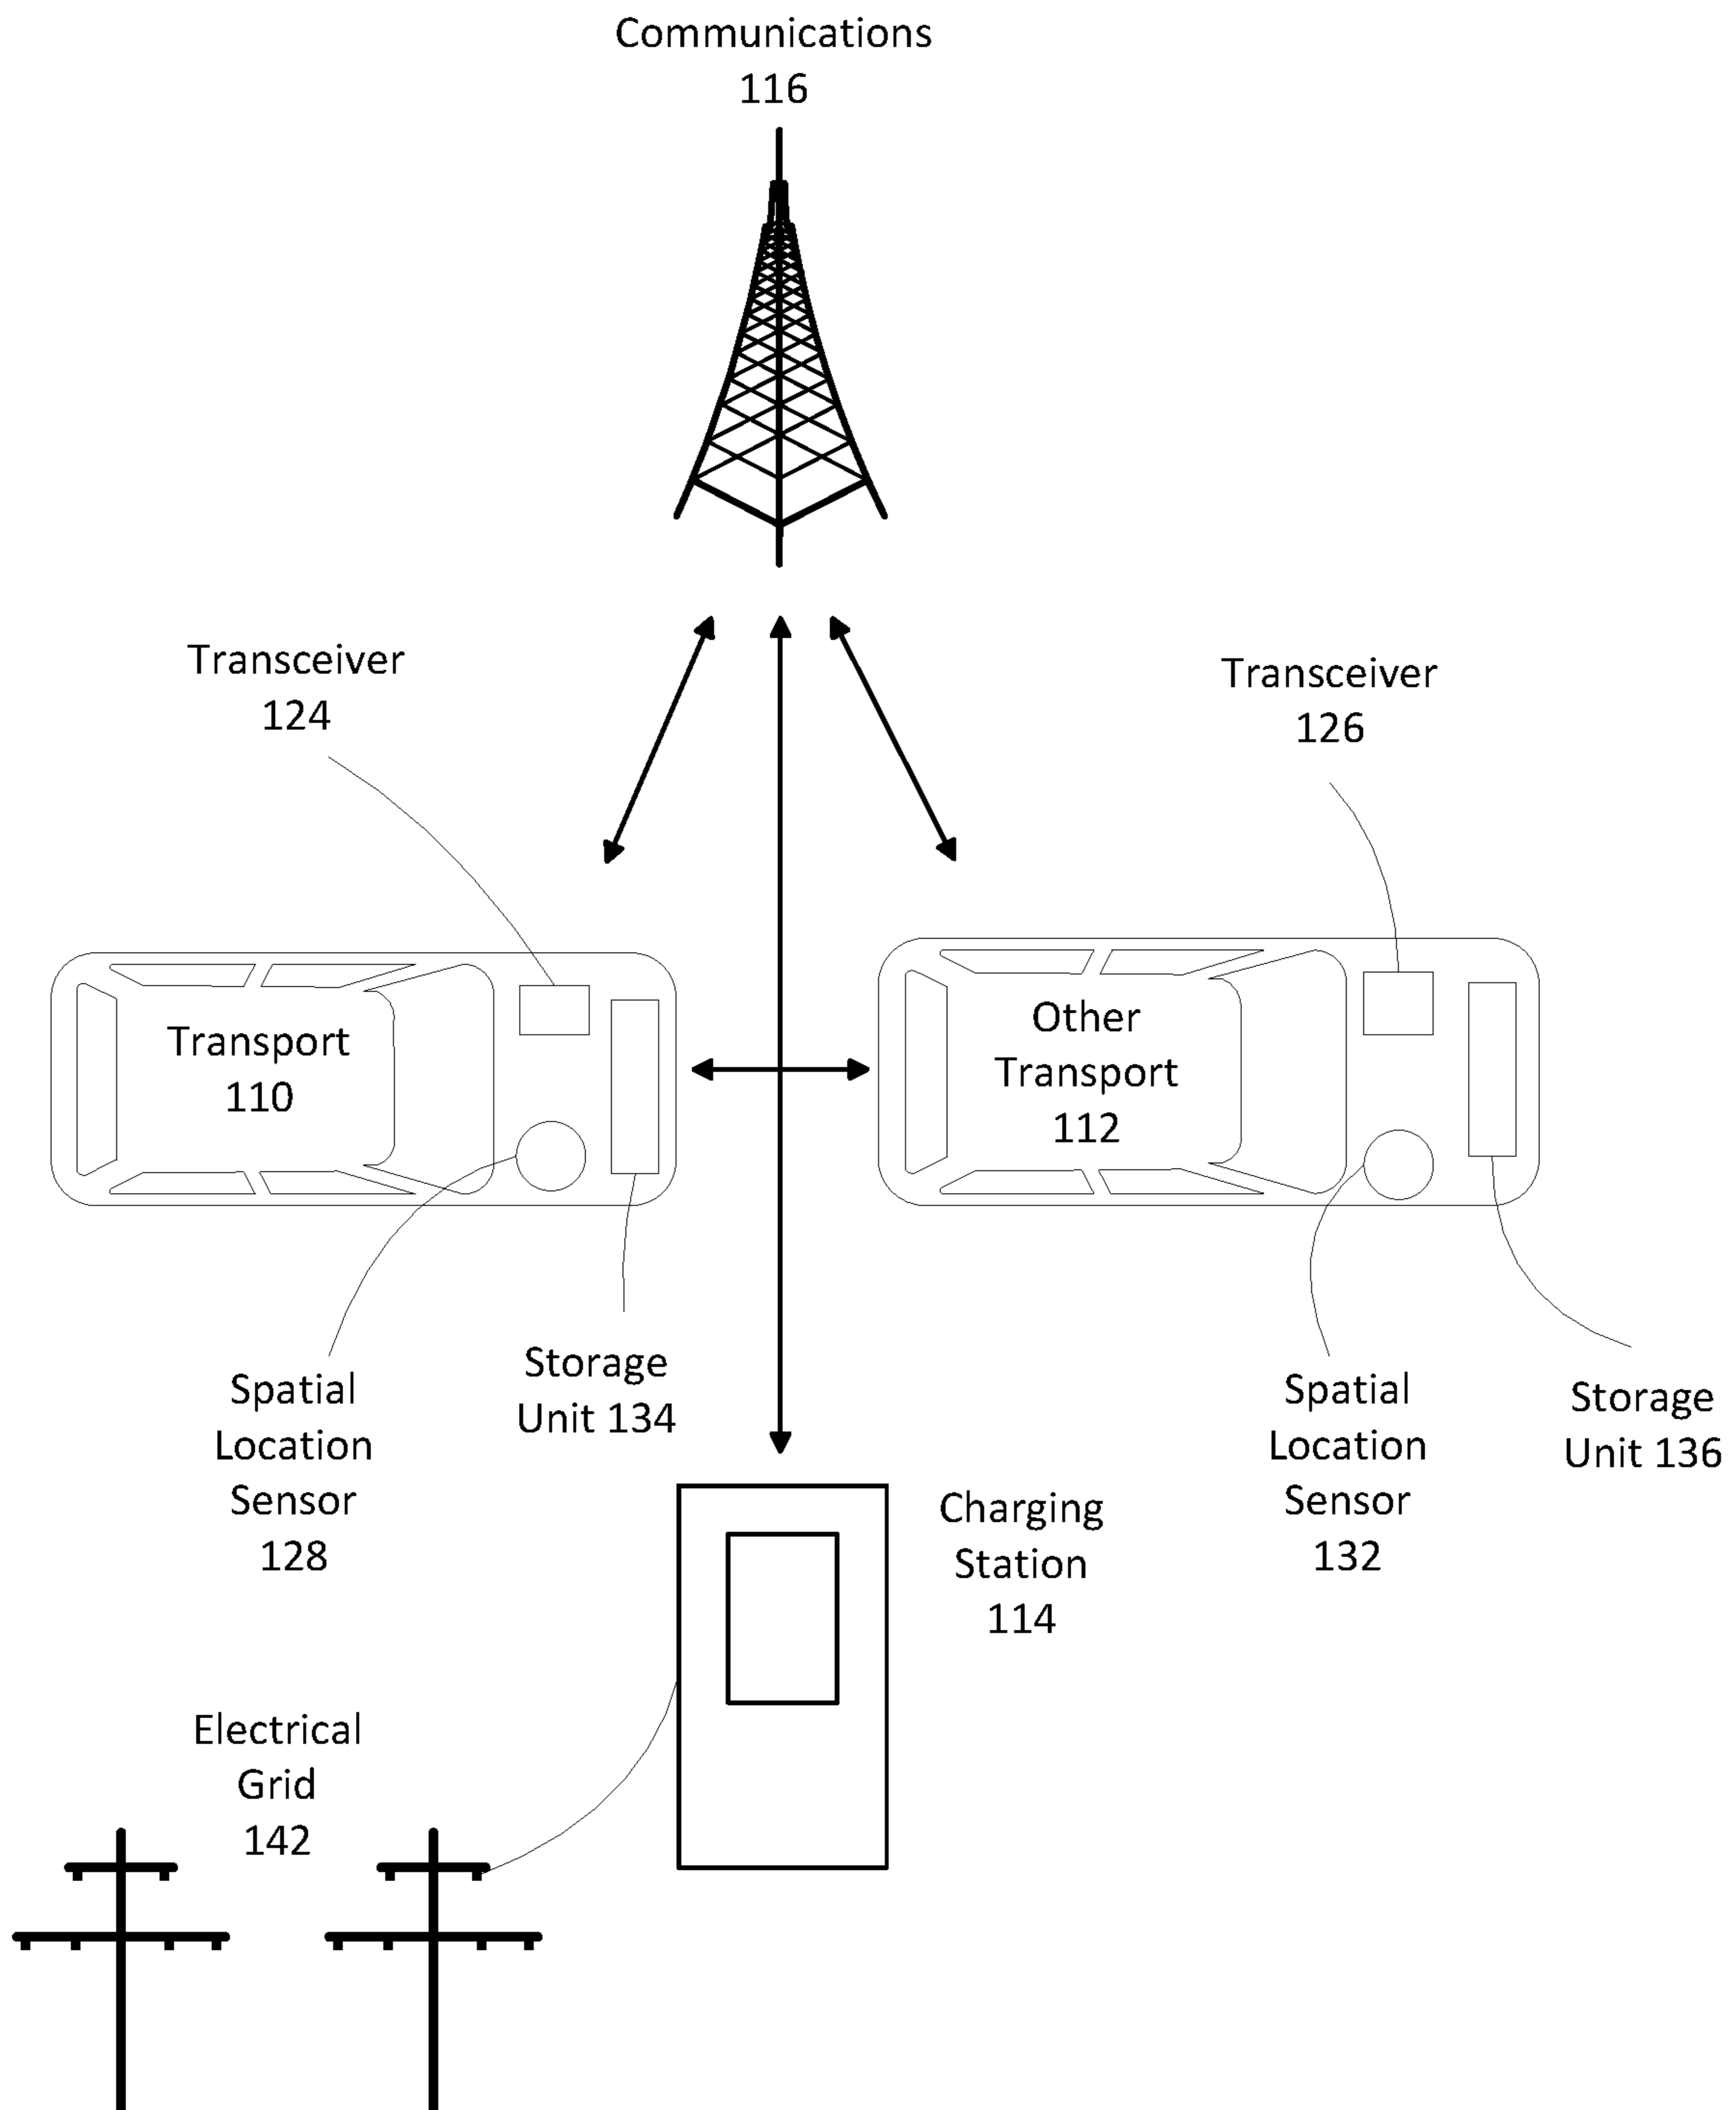 Communications
116
Transceiver
124
Transceiver
126
Transport
110
Other
Transport
112
Spatial
Location
Sensor
128
Storage
Unit 134
Spatial
Location
Sensor
132
Storage
Unit 136
Charging
Station
114
Electrical
Grid
142